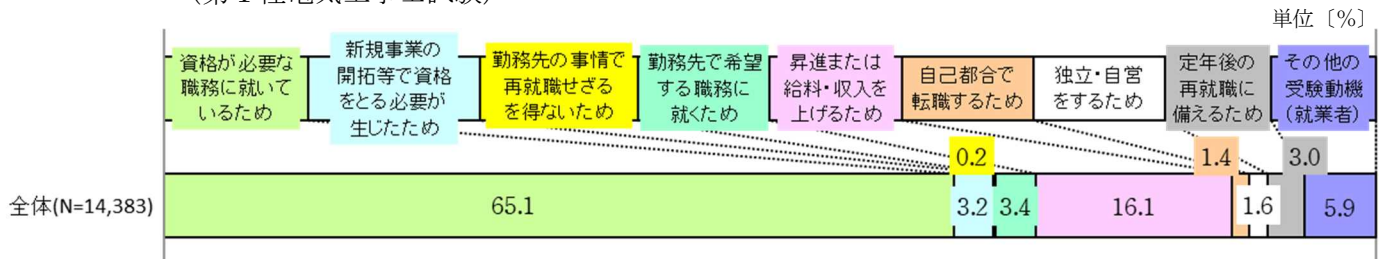 単位〔%〕
資格が必要な
職務に就いて
いるため
新規事業の
開拓等で資格
をとる必要が
生じたため
勤務先の事情で
再就職せざる
を得ないため
勤務先で希望
する職務に
就くため
昇進または
給料・収入を
上げるため
自己都合で
転職するため
独立・自営
をするため
定年後の
再就職に
備えるため
その他の
受験動機
(就業者)
0.2
1.4
3.0
全体(N=14,383)
65.1
3.2
3.4
16.1
1.6
5.9